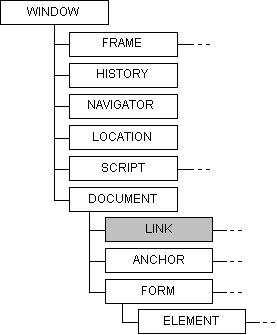 WINDOW
FRAME
HISTORY
NAVIGATOR
LOCATION
SCRIPT
DOCUMENT
LINK
ANCHOR
FORM
ELEMENT